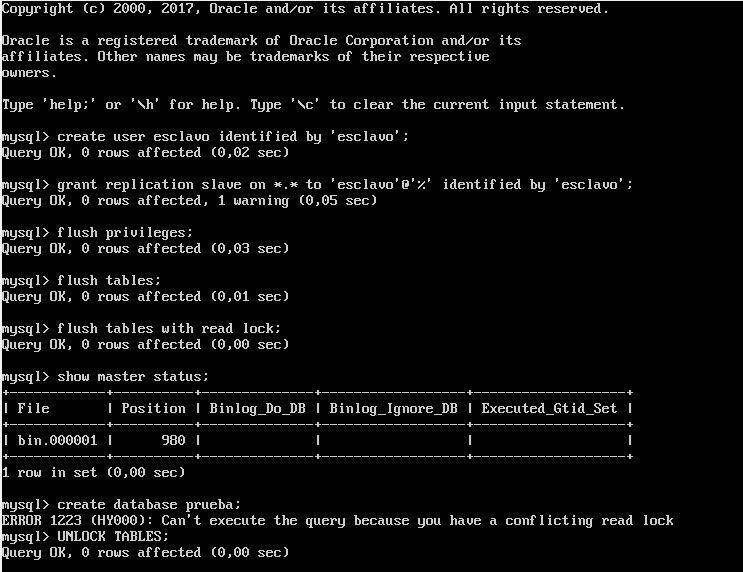 Copyright (c) 2000, 2017, Oracle and/or its affiliates. All rights reserved.
Oracle is a registered trademark of Oracle Corporation and/or its
affiliates. Other names may be trademarks of their respective
owners.
Type 'help;' or '\h' for help. Type '\c' to clear the current input statement.
mysql> create user esclavo identified by 'esclavo';
Query OK, 0 rows affected (0,02 sec)
mysql> grant replication slave on *.* to 'esclavo'@'%' identified by 'esclavo';
Query OK, 0 rows affected, 1 warning (0,05 sec)
mysql> flush privileges;
Query OK, 0 rows affected (0,03 sec)
mysql> flush tables;
Query OK, 0 rows affected (0,01 sec)
mysql> flush tables with read lock;
Query OK, 0 rows affected (0,00 sec)
mysql> show master status;
+------------+----------+--------------+------------------+-------------------+
| File       | Position | Binlog_Do_DB | Binlog_Ignore_DB | Executed_Gtid_Set |
+------------+----------+--------------+------------------+-------------------+
| bin.000001 |      980 |              |                  |                   |
+------------+----------+--------------+------------------+-------------------+
1 row in set (0,00 sec)
mysql> create database prueba;
ERROR 1223 (HY000): Can't execute the query because you have a conflicting read lock
mysql> UNLOCK TABLES;
Query OK, 0 rows affected (0,00 sec)